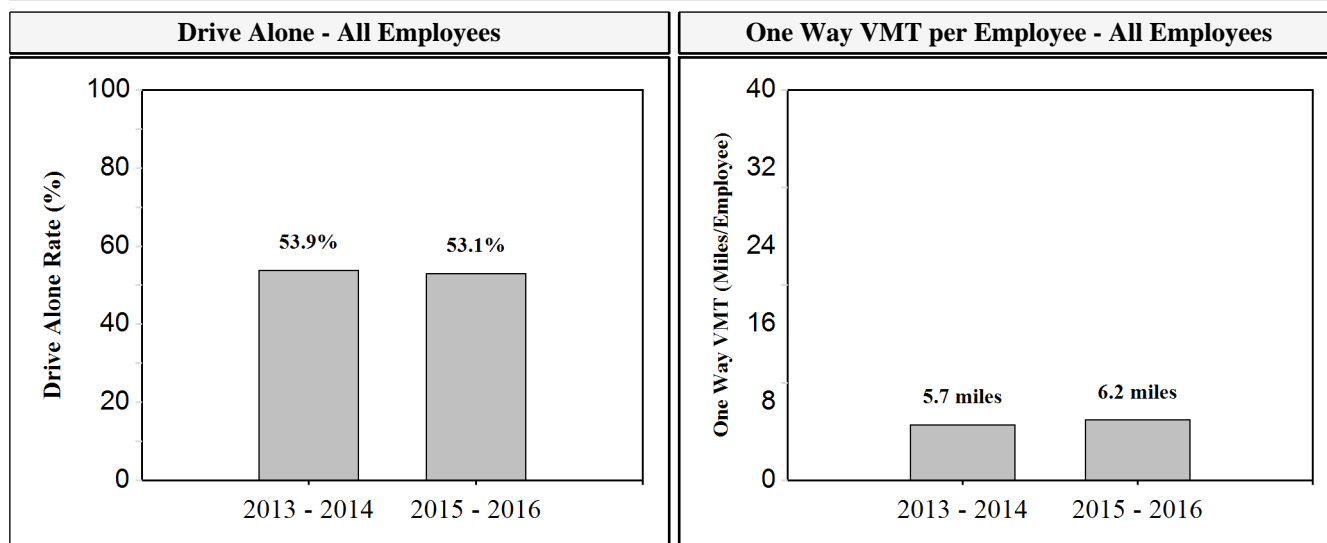 Drive Alone - All Employees
One Way VMT per Employee - All Employees
Drive Alone Rate (%)
100
80
60
40
20
0
53.9%
53.1%
2013 - 2014
2015 - 2016
One Way VMT (Miles/Employee)
40
32
24
16
8
0
5.7 miles
6.2 miles
2013 - 2014
2015 - 2016